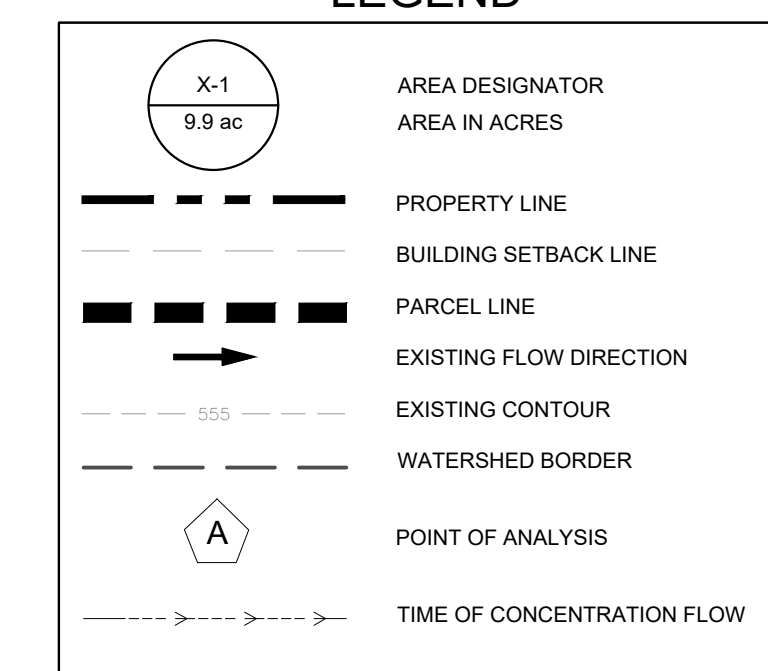 LEGEND
X-1
AREA DESIGNATOR
9.9 ac
AREA IN ACRES
PROPERTY LINE
BUILDING SETBACK LINE
PARCEL LINE
EXISTING FLOW DIRECTION
555
EXISTING CONTOUR
WATERSHED BORDER
A
POINT OF ANALYSIS
TIME OF CONCENTRATION FLOW